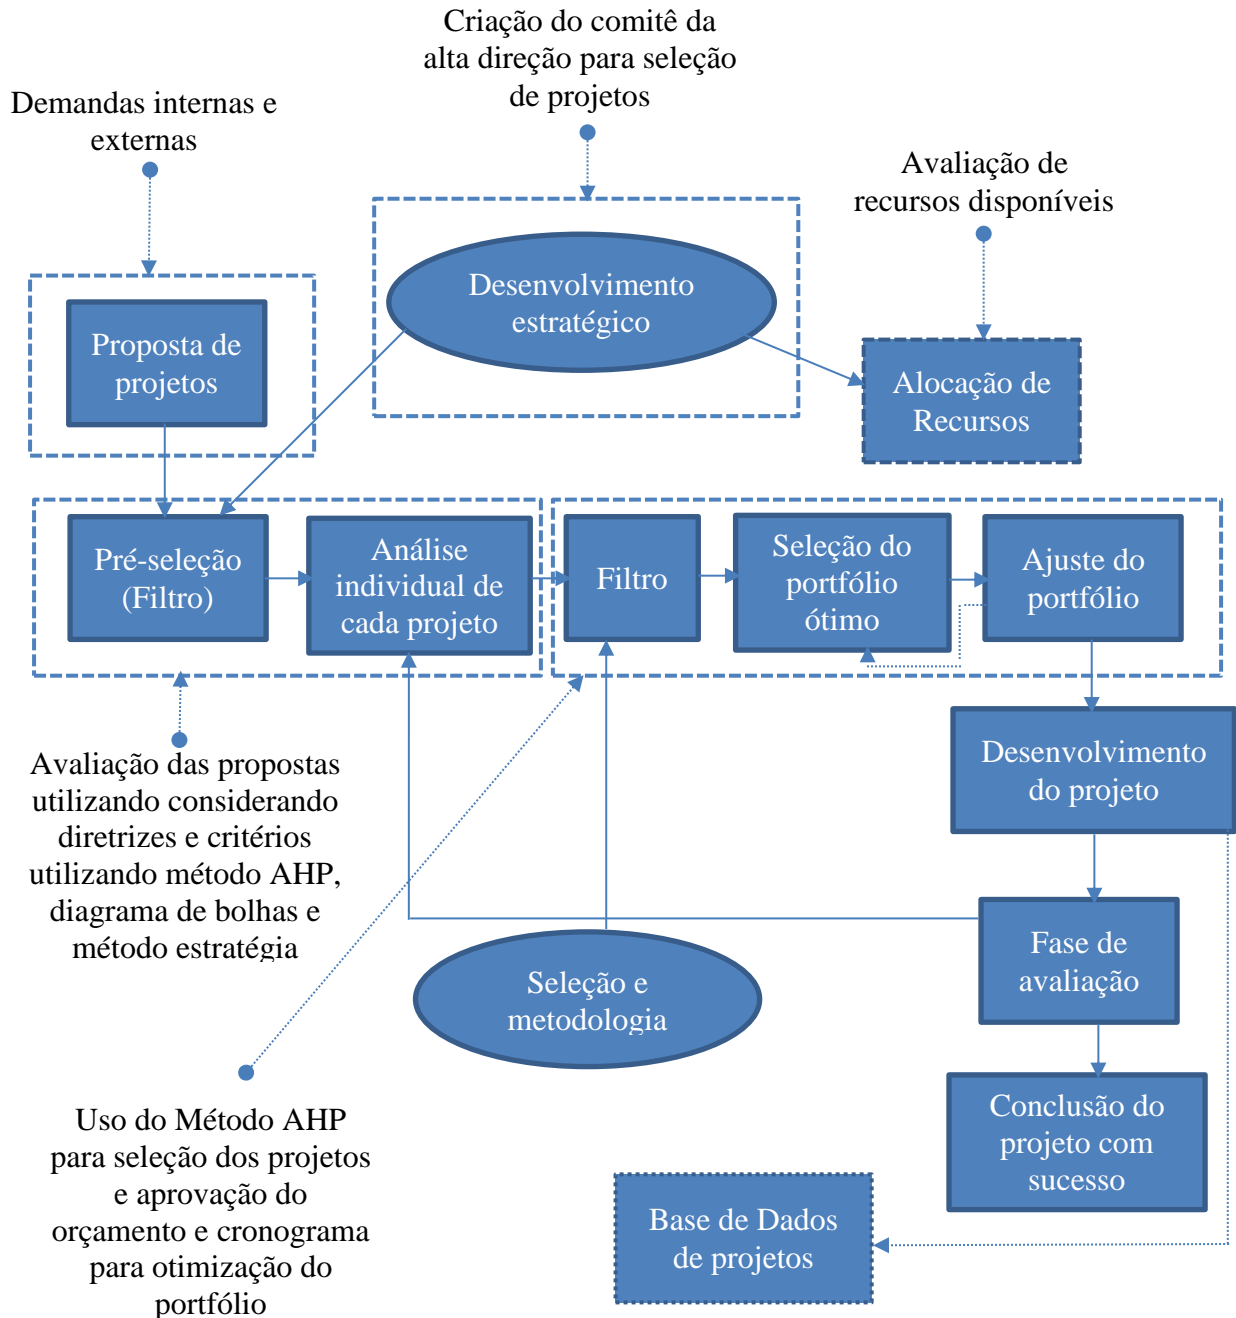 Criação do comitê da
alta direção para seleção
de projetos
Demandas internas e
externas
Avaliação de
recursos disponíveis
Desenvolvimento
estratégico
Proposta de
projetos
Alocação de
Recursos
Pré-seleção
(Filtro)
Análise
individual de
cada projeto
Filtro
Seleção do
portfólio
ótimo
Ajuste do
portfólio
Desenvolvimento
do projeto
Avaliação das propostas
utilizando considerando
diretrizes e critérios
utilizando método AHP,
diagrama de bolhas e
método estratégia
Fase de
avaliação
Seleção e
metodologia
Conclusão do
projeto com
sucesso
Uso do Método AHP
para seleção dos projetos
e aprovação do
orçamento e cronograma
para otimização do
portfólio
Base de Dados
de projetos